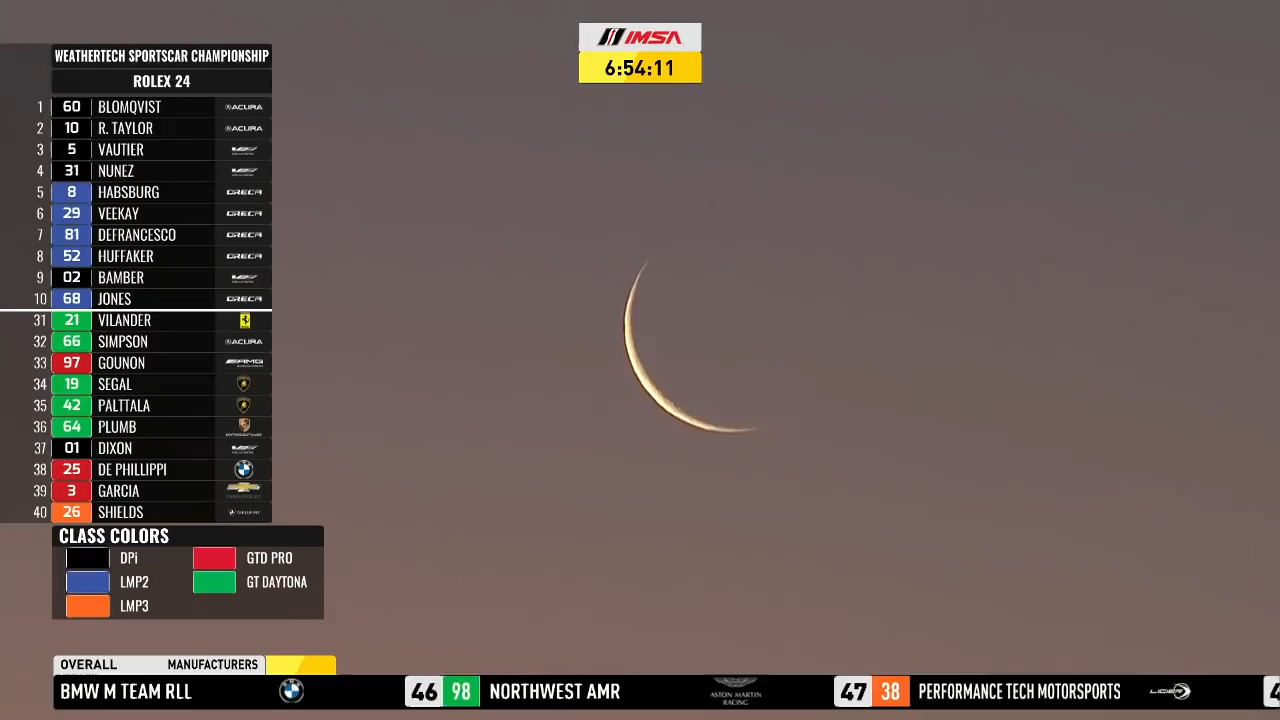 IMSA
6:54:11
WEATHERTECH SPORTSCAR CHAMPIONSHIP
ROLEX 24
1 60 BLOMQVIST ACURA
2 10 R. TAYLOR ACURA
3 5 VAUTIER
4 31 NUNEZ
5 8 HABSBURG ORECA
6 29 VEEKAY ORECA
7 81 DEFRANCESCO ORECA
8 52 HUFFAKER ORECA
9 02 BAMBER
10 68 JONES ORECA
31 21 VILANDER
32 66 SIMPSON ACURA
33 97 GOUNON AMG
34 19 SEGAL
35 42 PALTTALA
36 64 PLUMB PORSCHE
37 01 DIXON
38 25 DE PHILLIPPI
39 3 GARCIA
40 26 SHIELDS
CLASS COLORS
DPi GTD PRO
LMP2 GT DAYTONA
LMP3
OVERALL MANUFACTURERS
BMW M TEAM RLL 46 98 NORTHWEST AMR ASTON MARTIN RACING 47 38 PERFORMANCE TECH MOTORSPORTS LIGIER